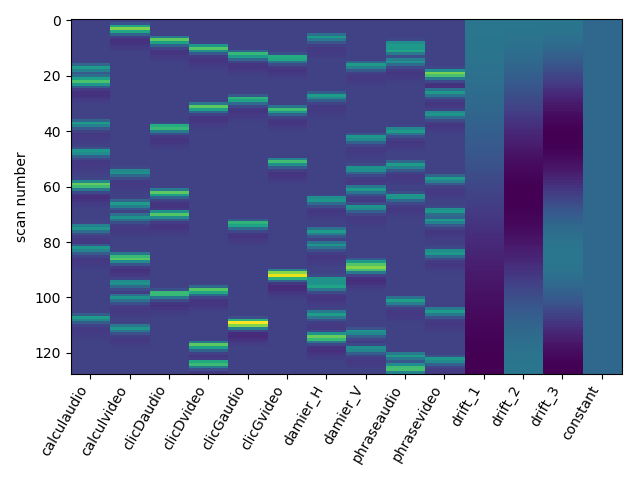 0
20
40
60
80
100
120
scan number
calculaudio
calculvideo
clicDaudio
clicDvideo
clicGaudio
clicGvideo
damier_H
damier_V
phraseaudio
phrasevideo
drift_1
drift_2
drift_3
constant